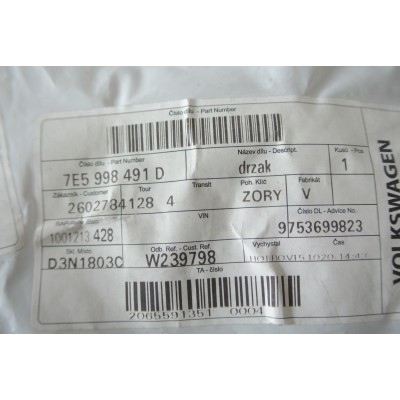 Číslo dílu - Part Number
Číslo dílu - Part Number
Název dílu - Descript.
Kusů - Pcs
7E5 998 491 D
drzak
1
Zákazník - Customer
Tour
Transit
Poh. Klíč
Fabrikát
2602784128
4
ZORY
V
VIN
Číslo DL - Advice No.
1001213 428
9753699823
Skl. Místo
Odb. Ref. - Cust. Ref.
Vychystal
D3N1803C
W239798
TA - číslo
2065591351 0004
VOLKSWAGEN